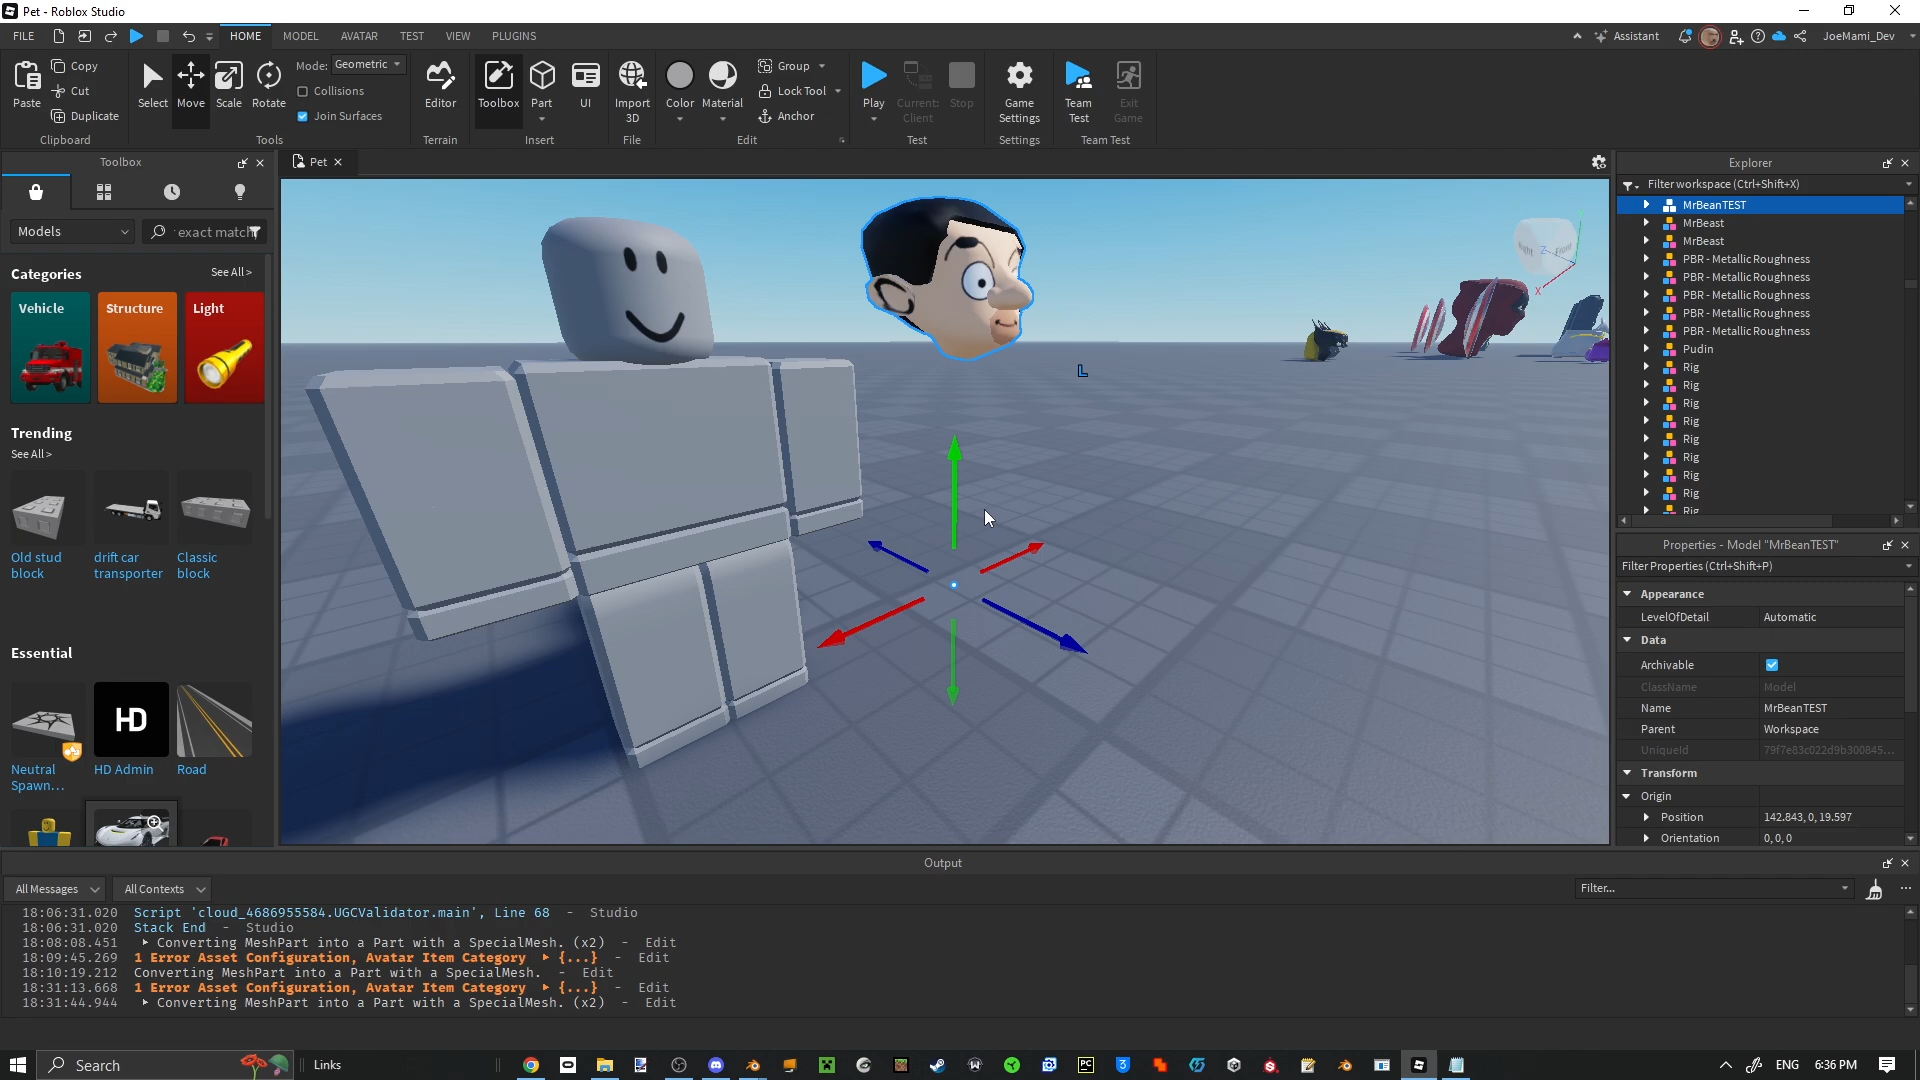 Pet - Roblox Studio
FILE
HOME
MODEL
AVATAR
TEST
VIEW
PLUGINS
Assistant
JoeMami_Dev
Paste
Copy
Cut
Duplicate
Clipboard
Select
Move
Scale
Rotate
Mode: Geometric
Collisions
Join Surfaces
Tools
Editor
Terrain
Toolbox
Part
UI
Insert
Import
3D
File
Color
Material
Group
Lock Tool
Anchor
Edit
Play
Current:
Client
Stop
Test
Game
Settings
Settings
Team
Test
Exit
Game
Team Test
Toolbox
Models
exact match
Categories
See All >
Vehicle
Structure
Light
Trending
See All >
Old stud
block
drift car
transporter
Classic
block
Essential
HD
Neutral
Spawn...
HD Admin
Road
Pet
Right
Front
Z
X
L
Explorer
Filter workspace (Ctrl+Shift+X)
MrBeanTEST
MrBeast
MrBeast
PBR - Metallic Roughness
PBR - Metallic Roughness
PBR - Metallic Roughness
PBR - Metallic Roughness
PBR - Metallic Roughness
Pudin
Rig
Rig
Rig
Rig
Rig
Rig
Rig
Rig
Rig
Properties - Model "MrBeanTEST"
Filter Properties (Ctrl+Shift+P)
Appearance
LevelOfDetail Automatic
Data
Archivable
ClassName Model
Name MrBeanTEST
Parent Workspace
UniqueId 79f7e83c022d9b300845...
Transform
Origin
Position 142.843, 0, 19.597
Orientation 0, 0, 0
Output
All Messages
All Contexts
Filter...
18:06:31.020 Script 'cloud_4686955584.UGCValidator.main', Line 68 - Studio
18:06:31.020 Stack End - Studio
18:08:08.451 ▸ Converting MeshPart into a Part with a SpecialMesh. (x2) - Edit
18:09:45.269 1 Error Asset Configuration, Avatar Item Category ▸ {...} - Edit
18:10:19.212 Converting MeshPart into a Part with a SpecialMesh. - Edit
18:31:13.668 1 Error Asset Configuration, Avatar Item Category ▸ {...} - Edit
18:31:44.944 ▸ Converting MeshPart into a Part with a SpecialMesh. (x2) - Edit
Search
Links
PC
ENG
6:36 PM